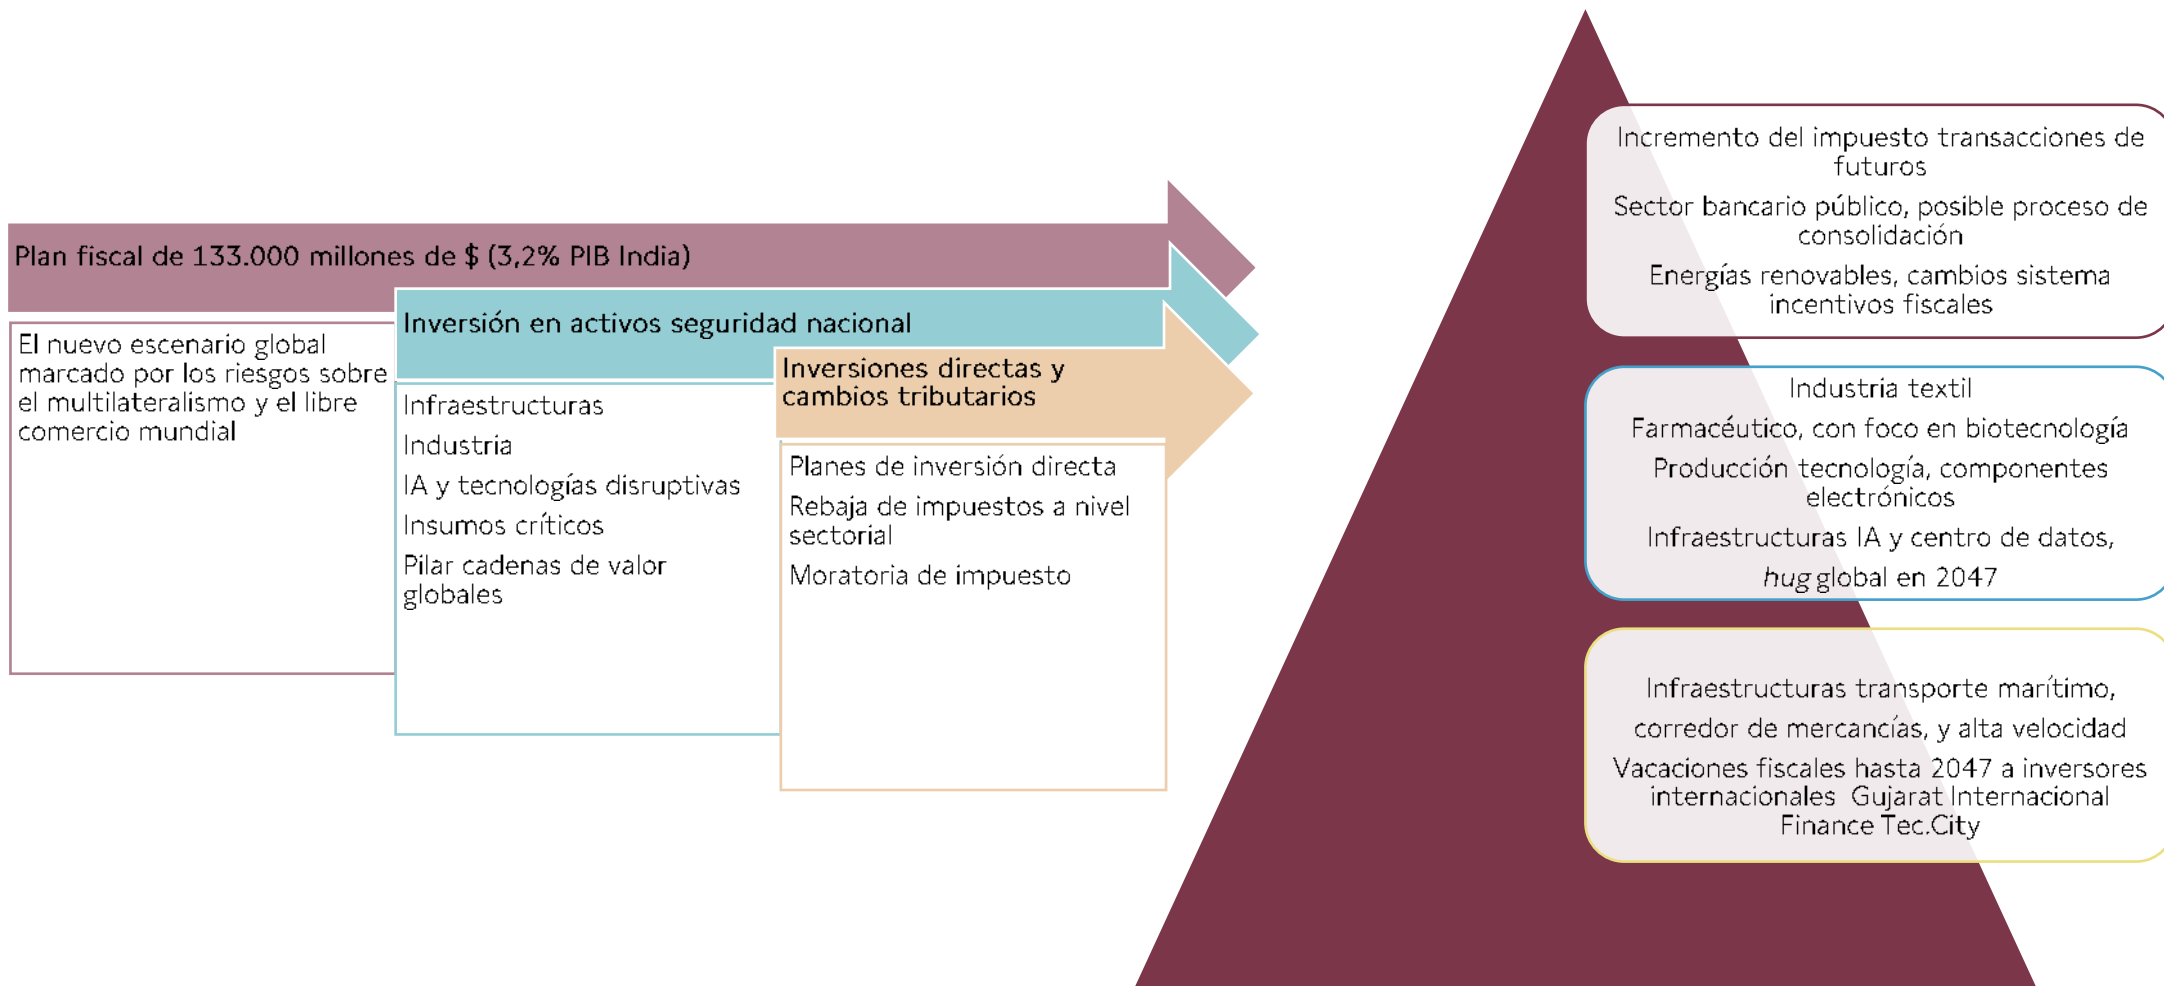 Plan fiscal de 133.000 millones de $ (3,2% PIB India)
El nuevo escenario global
marcado por los riesgos sobre
el multilateralismo y el libre
comercio mundial
Inversión en activos seguridad nacional
Infraestructuras
Industria
IA y tecnologías disruptivas
Insumos críticos
Pilar cadenas de valor
globales
Inversiones directas y
cambios tributarios
Planes de inversión directa
Rebaja de impuestos a nivel
sectorial
Moratoria de impuesto
Incremento del impuesto transacciones de
futuros
Sector bancario público, posible proceso de
consolidación
Energías renovables, cambios sistema
incentivos fiscales
Industria textil
Farmacéutico, con foco en biotecnología
Producción tecnología, componentes
electrónicos
Infraestructuras IA y centro de datos,
hug global en 2047
Infraestructuras transporte marítimo,
corredor de mercancías, y alta velocidad
Vacaciones fiscales hasta 2047 a inversores
internacionales Gujarat Internacional
Finance Tec.City